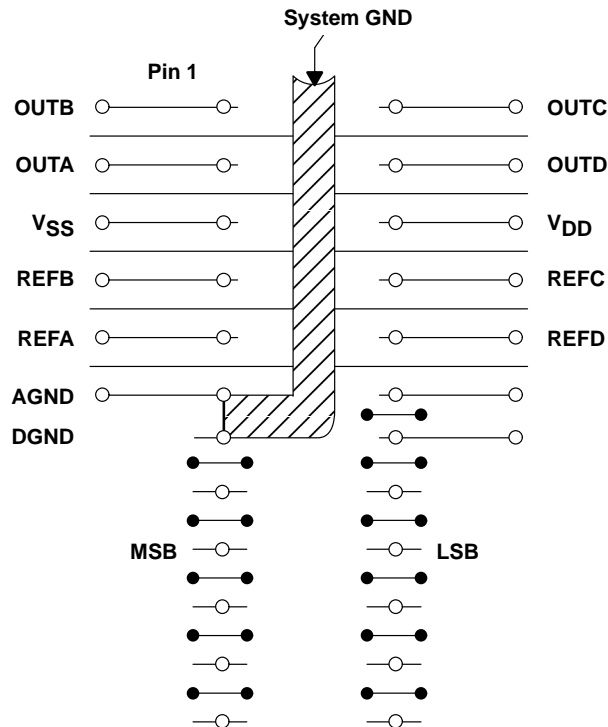 System GND
Pin 1
OUTB
OUTC
OUTA
OUTD
VSS
VDD
REFB
REFC
REFA
REFD
AGND
DGND
MSB
LSB